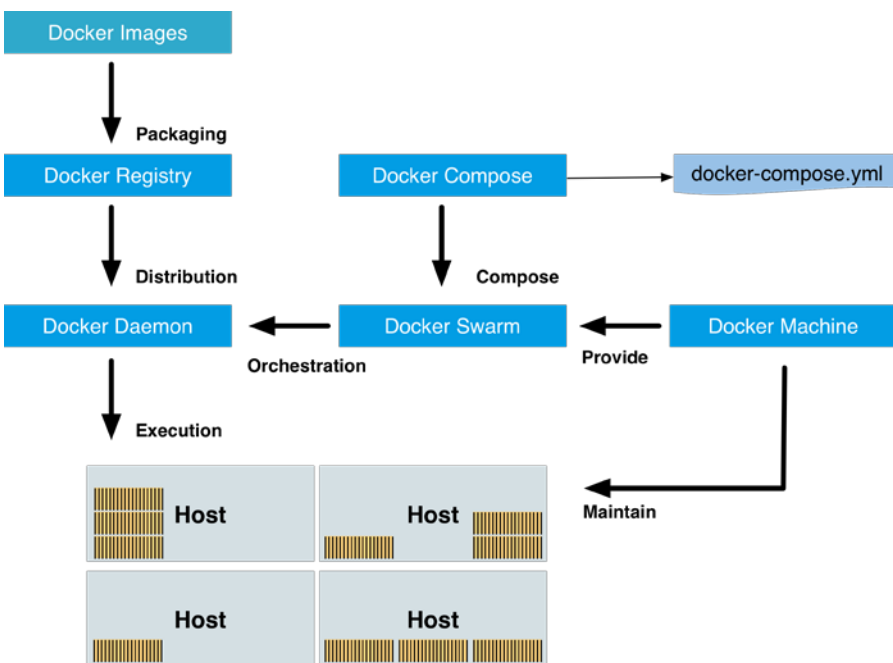 Docker Images
Packaging
Docker Registry
Docker Compose
docker-compose.yml
Distribution
Compose
Docker Daemon
Docker Swarm
Docker Machine
Orchestration
Provide
Execution
Host
Host
Maintain
Host
Host